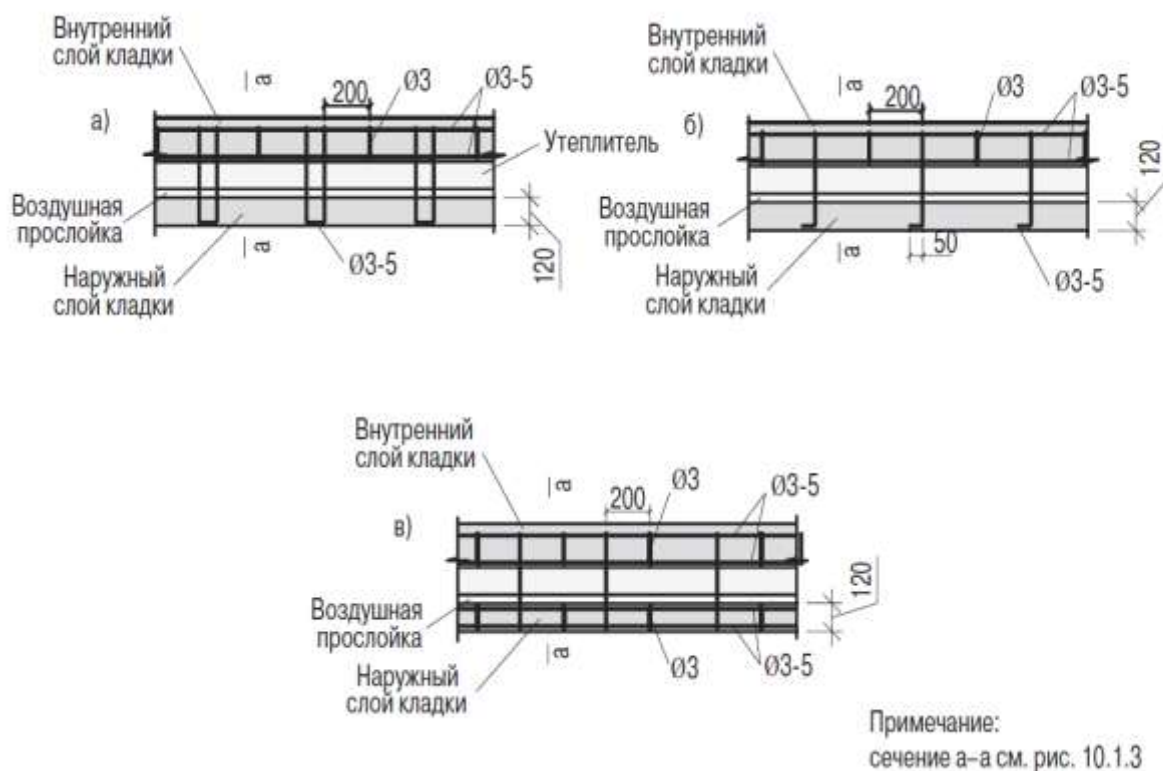 а)
Внутренний
слой кладки
а
200
Ø3
Ø3-5
Утеплитель
Воздушная
прослойка
Наружный
слой кладки
а
Ø3-5
120
б)
Внутренний
слой кладки
а
200
Ø3
Ø3-5
120
Воздушная
прослойка
Наружный
слой кладки
а
50
Ø3-5
в)
Внутренний
слой кладки
а
200
Ø3
Ø3-5
120
Воздушная
прослойка
Наружный
слой кладки
а
Ø3
Ø3-5
Примечание:
сечение а–а см. рис. 10.1.3